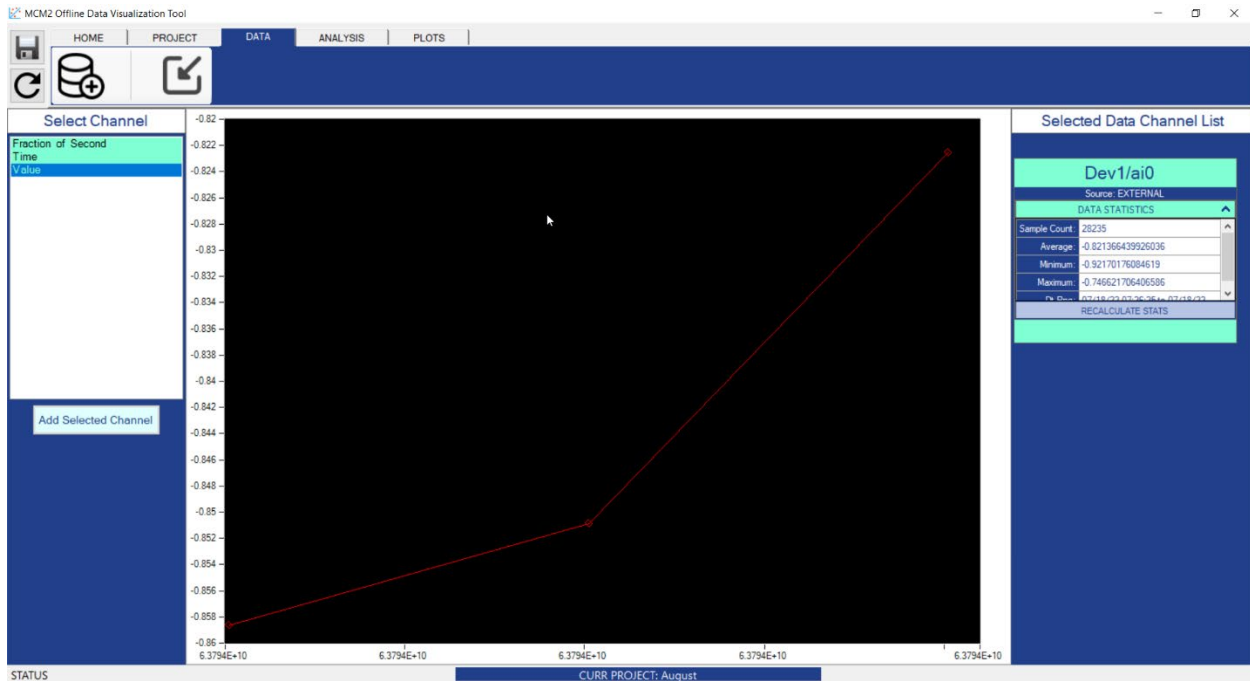 MCM2 Offline Data Visualization Tool
HOME
PROJECT
DATA
ANALYSIS
PLOTS
Select Channel
Fraction of Second
Time
Value
Add Selected Channel
-0.82
-0.822
-0.824
-0.826
-0.828
-0.83
-0.832
-0.834
-0.836
-0.838
-0.84
-0.842
-0.844
-0.846
-0.848
-0.85
-0.852
-0.854
-0.856
-0.858
-0.86
6.3794E+10
6.3794E+10
6.3794E+10
6.3794E+10
6.3794E+10
Selected Data Channel List
Dev1/ai0
Source: EXTERNAL
DATA STATISTICS
Sample Count: 28235
Average: -0.821366439926036
Minimum: -0.92170176084619
Maximum: -0.746621706406586
RECALCULATE STATS
STATUS
CURR PROJECT: August